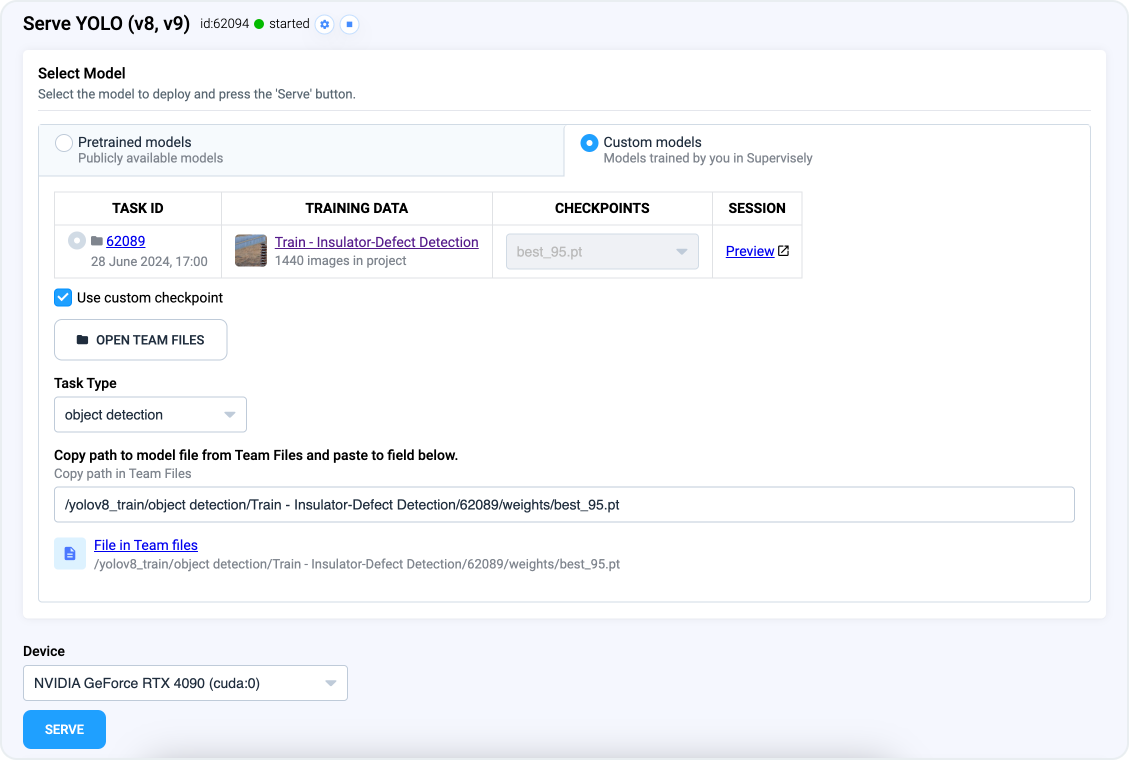 Serve YOLO (v8, v9) id:62094 started
Select Model
Select the model to deploy and press the 'Serve' button.
Pretrained models
Publicly available models
Custom models
Models trained by you in Supervisely
TASK ID TRAINING DATA CHECKPOINTS SESSION
62089
28 June 2024, 17:00
Train - Insulator-Defect Detection
1440 images in project
best_95.pt
Preview
Use custom checkpoint
OPEN TEAM FILES
Task Type
object detection
Copy path to model file from Team Files and paste to field below.
Copy path in Team Files
/yolov8_train/object detection/Train - Insulator-Defect Detection/62089/weights/best_95.pt
File in Team files
/yolov8_train/object detection/Train - Insulator-Defect Detection/62089/weights/best_95.pt
Device
NVIDIA GeForce RTX 4090 (cuda:0)
SERVE